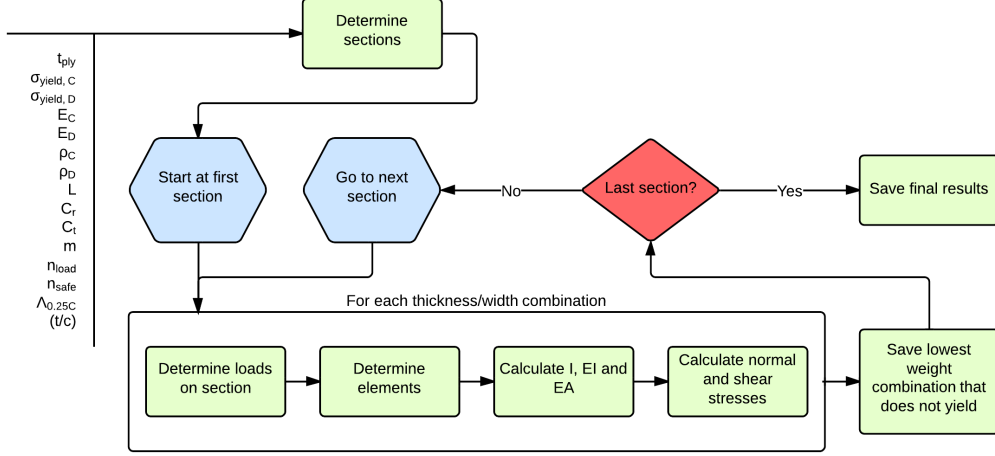 Determine
sections
t_ply
σ_yield, C
σ_yield, D
E_C
E_D
ρ_C
ρ_D
L
C_r
C_t
m
n_load
n_safe
Λ_0.25C
(t/c)
Start at first
section
Go to next
section
No
Last section?
Yes
Save final results
For each thickness/width combination
Determine loads
on section
Determine
elements
Calculate I, EI and
EA
Calculate normal
and shear
stresses
Save lowest
weight
combination that
does not yield